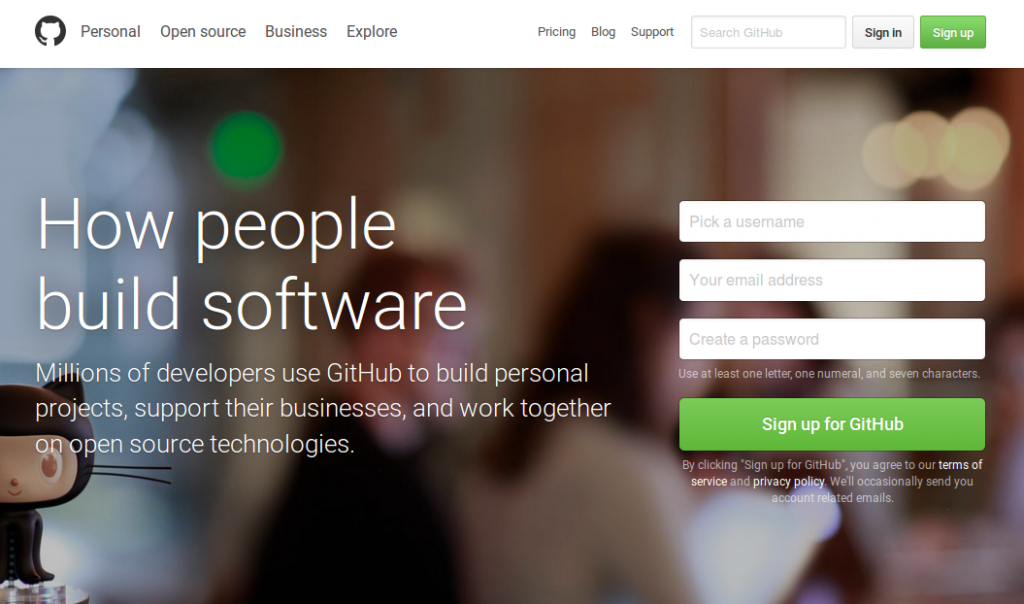 Personal Open source Business Explore Pricing Blog Support Search GitHub Sign in Sign up
How people
build software
Millions of developers use GitHub to build personal
projects, support their businesses, and work together
on open source technologies.
Pick a username
Your email address
Create a password
Use at least one letter, one numeral, and seven characters.
Sign up for GitHub
By clicking "Sign up for GitHub", you agree to our terms of
service and privacy policy. We'll occasionally send you
account related emails.